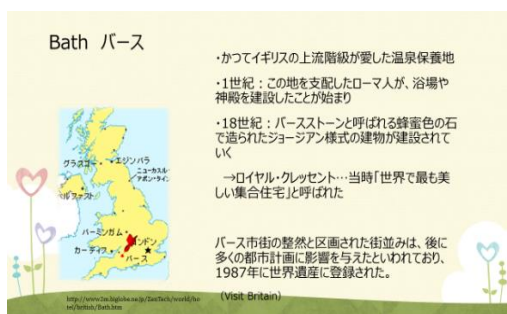 Bath バース
・かつてイギリスの上流階級が愛した温泉保養地
・1世紀：この地を支配したローマ人が、浴場や
神殿を建設したことが始まり
・18世紀：バースストーンと呼ばれる蜂蜜色の石
で造られたジョージアン様式の建物が建設されて
いく
→ロイヤル・クレッセント…当時「世界で最も美
しい集合住宅」と呼ばれた
バース市街の整然と区画された街並みは、後に
多くの都市計画に影響を与えたといわれており、
1987年に世界遺産に登録された。
(Visit Britain)
グラスゴー
エジンバラ
ニューカスル・
アポン・タイン
ルファスト
バーミンガム
ンドン
カーディフ
バース